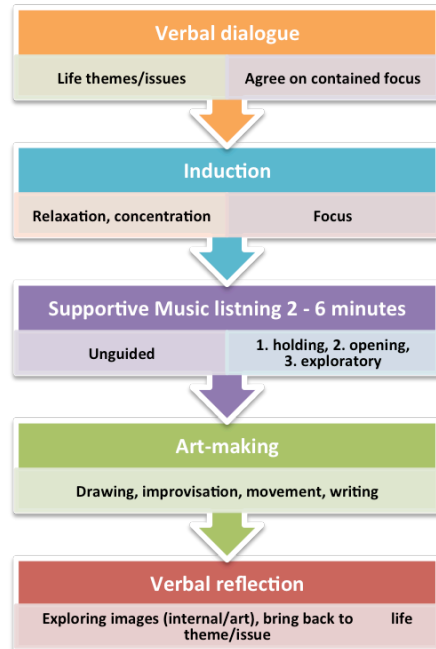 Verbal dialogue
Life themes/issues
Agree on contained focus
Induction
Relaxation, concentration
Focus
Supportive Music listning 2 - 6 minutes
Unguided
1. holding, 2. opening,
3. exploratory
Art-making
Drawing, improvisation, movement, writing
Verbal reflection
Exploring images (internal/art), bring back to life
theme/issue